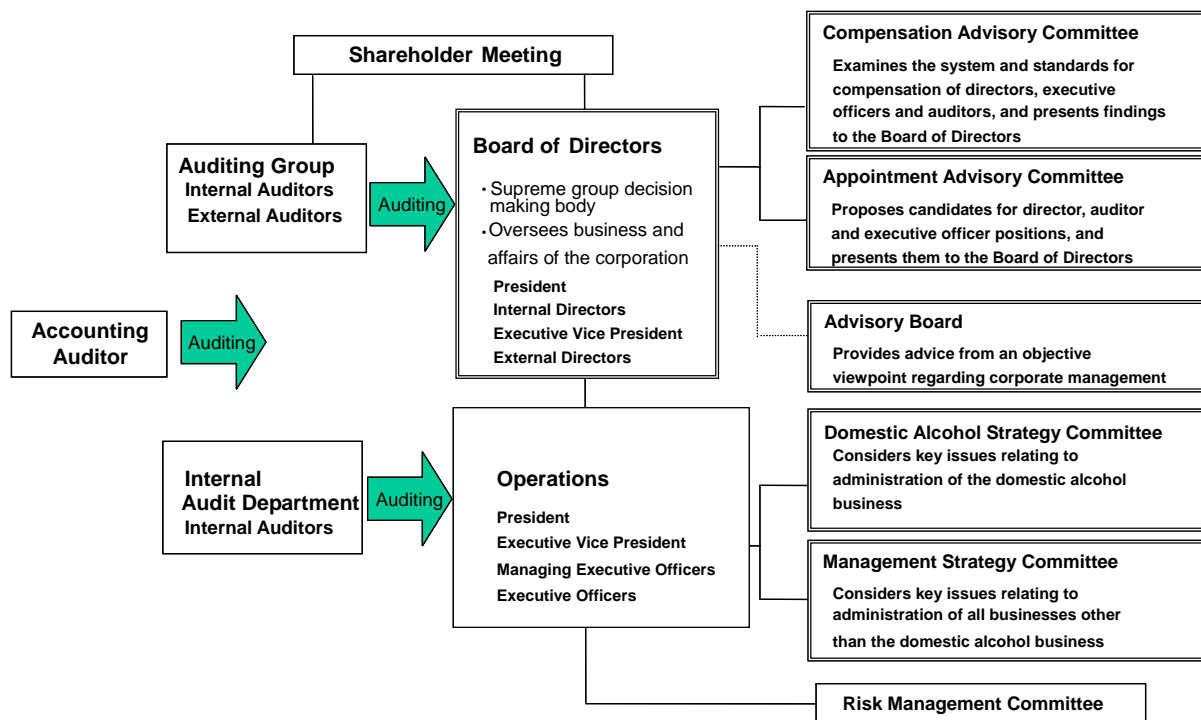 Shareholder Meeting
Auditing Group
Internal Auditors
External Auditors
Auditing
Board of Directors
・Supreme group decision
making body
・Oversees business and
affairs of the corporation
President
Internal Directors
Executive Vice President
External Directors
Accounting
Auditor
Auditing
Internal
Audit Department
Internal Auditors
Auditing
Operations
President
Executive Vice President
Managing Executive Officers
Executive Officers
Compensation Advisory Committee
Examines the system and standards for
compensation of directors, executive
officers and auditors, and presents findings
to the Board of Directors
Appointment Advisory Committee
Proposes candidates for director, auditor
and executive officer positions, and
presents them to the Board of Directors
Advisory Board
Provides advice from an objective
viewpoint regarding corporate management
Domestic Alcohol Strategy Committee
Considers key issues relating to
administration of the domestic alcohol
business
Management Strategy Committee
Considers key issues relating to
administration of all businesses other
than the domestic alcohol business
Risk Management Committee